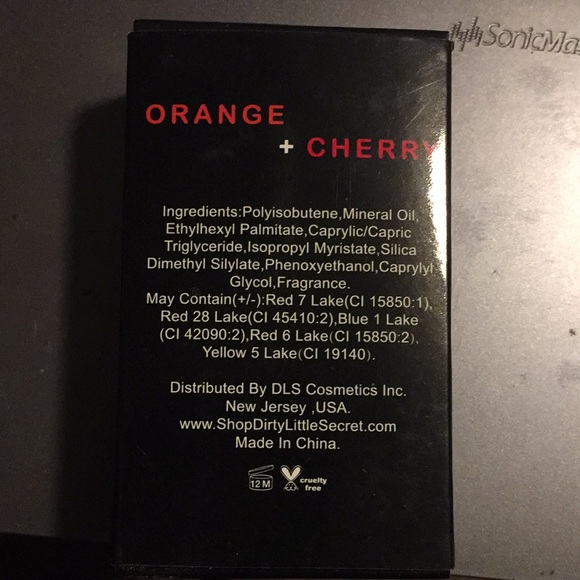 SonicMa
ORANGE
+ CHERRY
Ingredients:Polyisobutene,Mineral Oil,
Ethylhexyl Palmitate,Caprylic/Capric
Triglyceride,Isopropyl Myristate,Silica
Dimethyl Silylate,Phenoxyethanol,Caprylyl
Glycol,Fragrance.
May Contain(+/-):Red 7 Lake(CI 15850:1),
Red 28 Lake(CI 45410:2),Blue 1 Lake
(CI 42090:2),Red 6 Lake(CI 15850:2),
Yellow 5 Lake(CI 19140).
Distributed By DLS Cosmetics Inc.
New Jersey ,USA.
www.ShopDirtyLittleSecret.com
Made In China.
12 M
cruelty
free